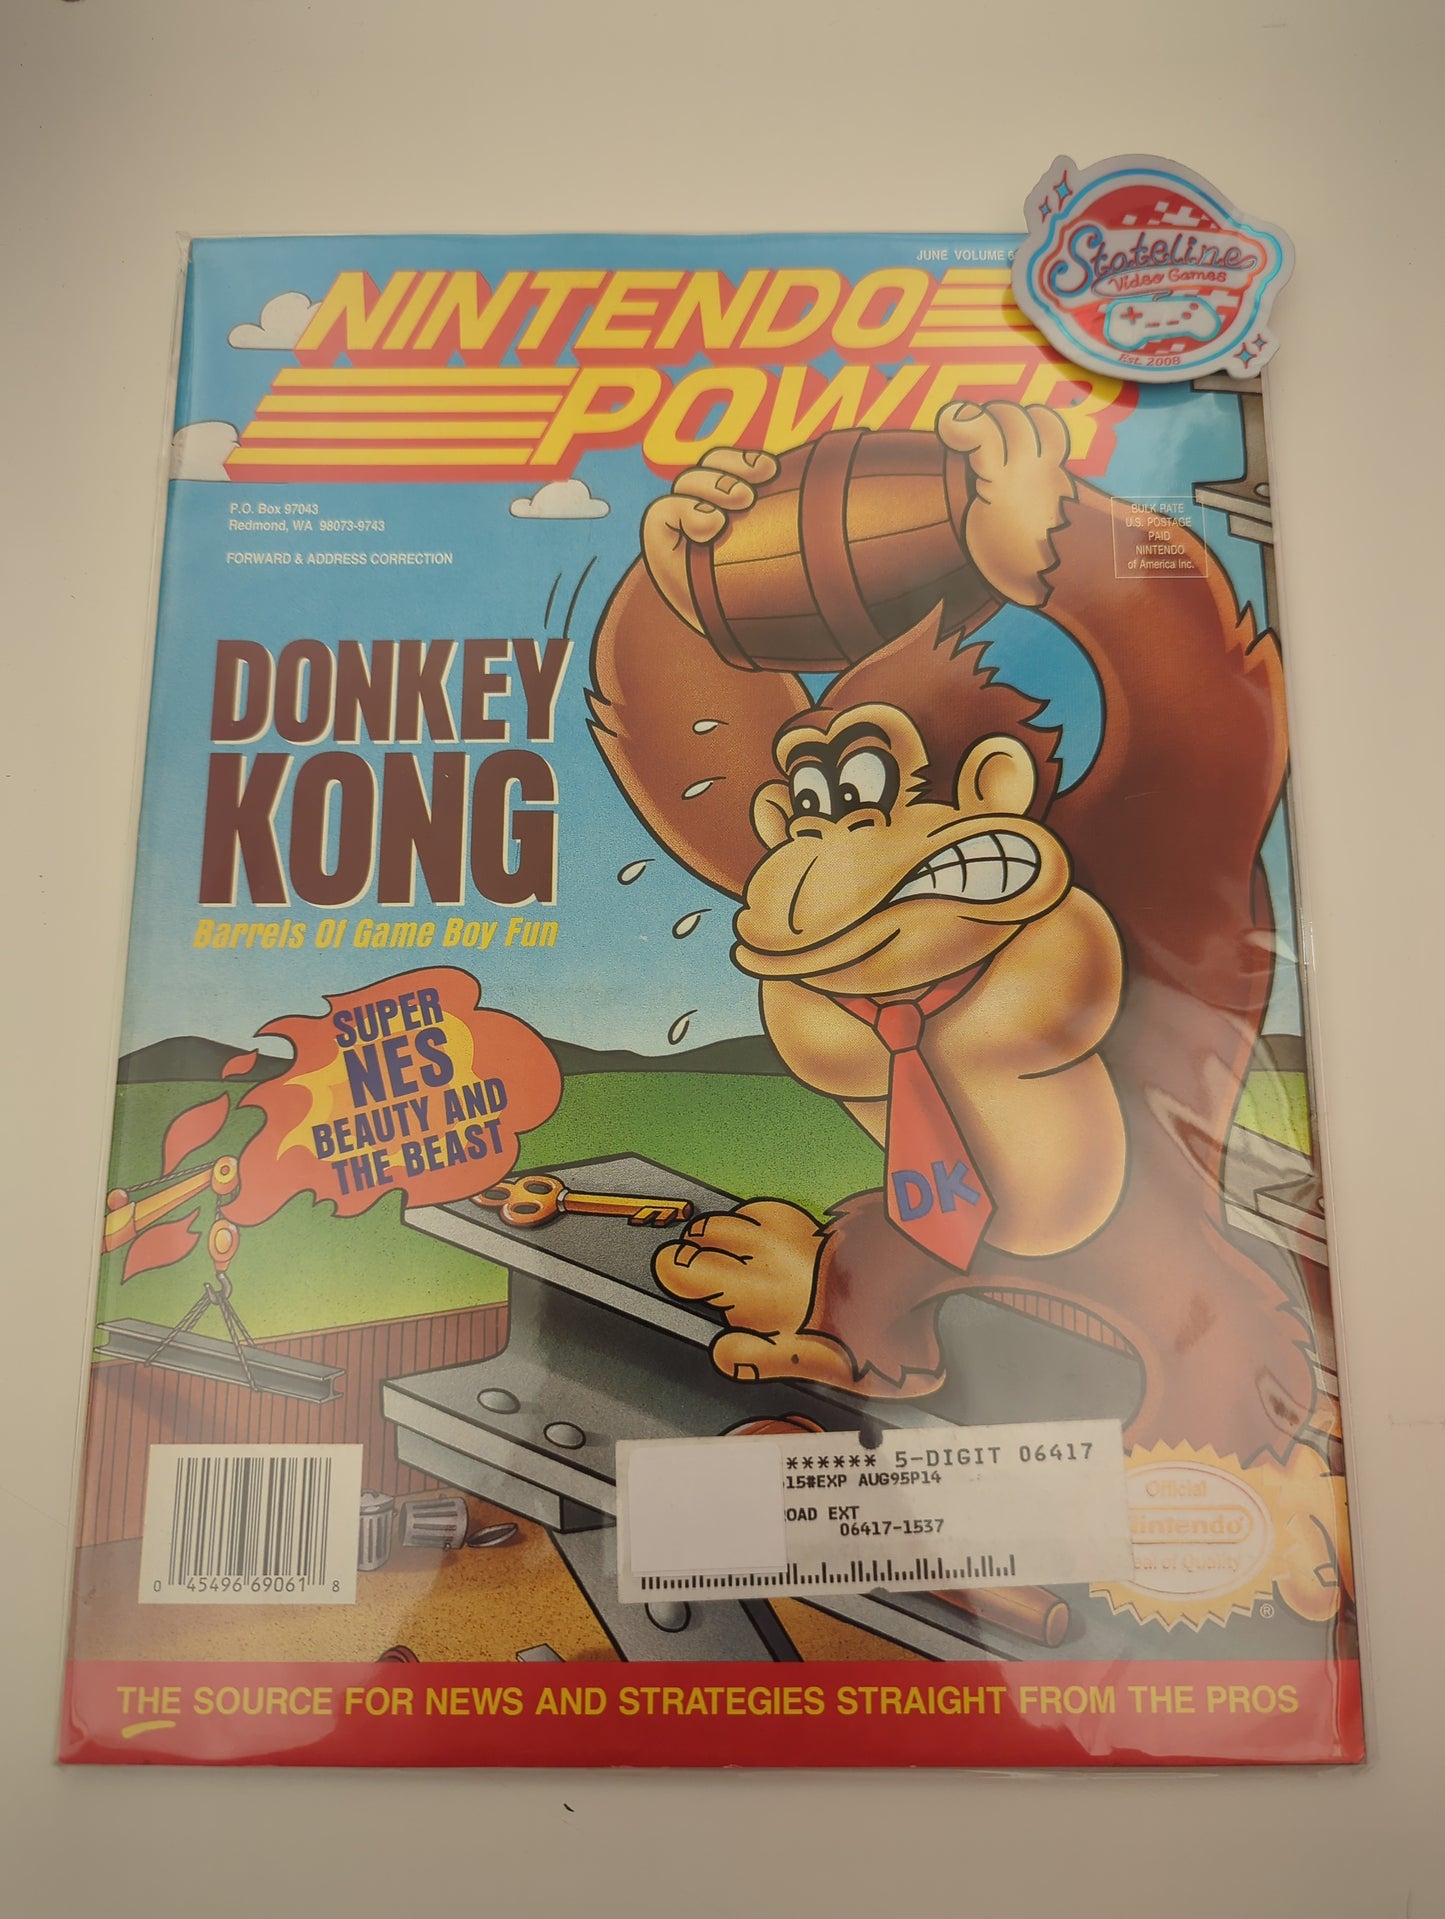 Stateline
Video Games
Est. 2008
JUNE VOLUME 6
NINTENDO
POWER
P.O. Box 97043
Redmond, WA 98073-9743
FORWARD & ADDRESS CORRECTION
BULK RATE
U.S. POSTAGE
PAID
NINTENDO
of America Inc.
DONKEY
KONG
Barrels Of Game Boy Fun
SUPER
NES
BEAUTY AND
THE BEAST
DK
****** 5-DIGIT 06417
15#EXP AUG95P14
OAD EXT
06417-1537
Official
Nintendo
Seal of Quality
®
0 45496 69061 8
THE SOURCE FOR NEWS AND STRATEGIES STRAIGHT FROM THE PROS